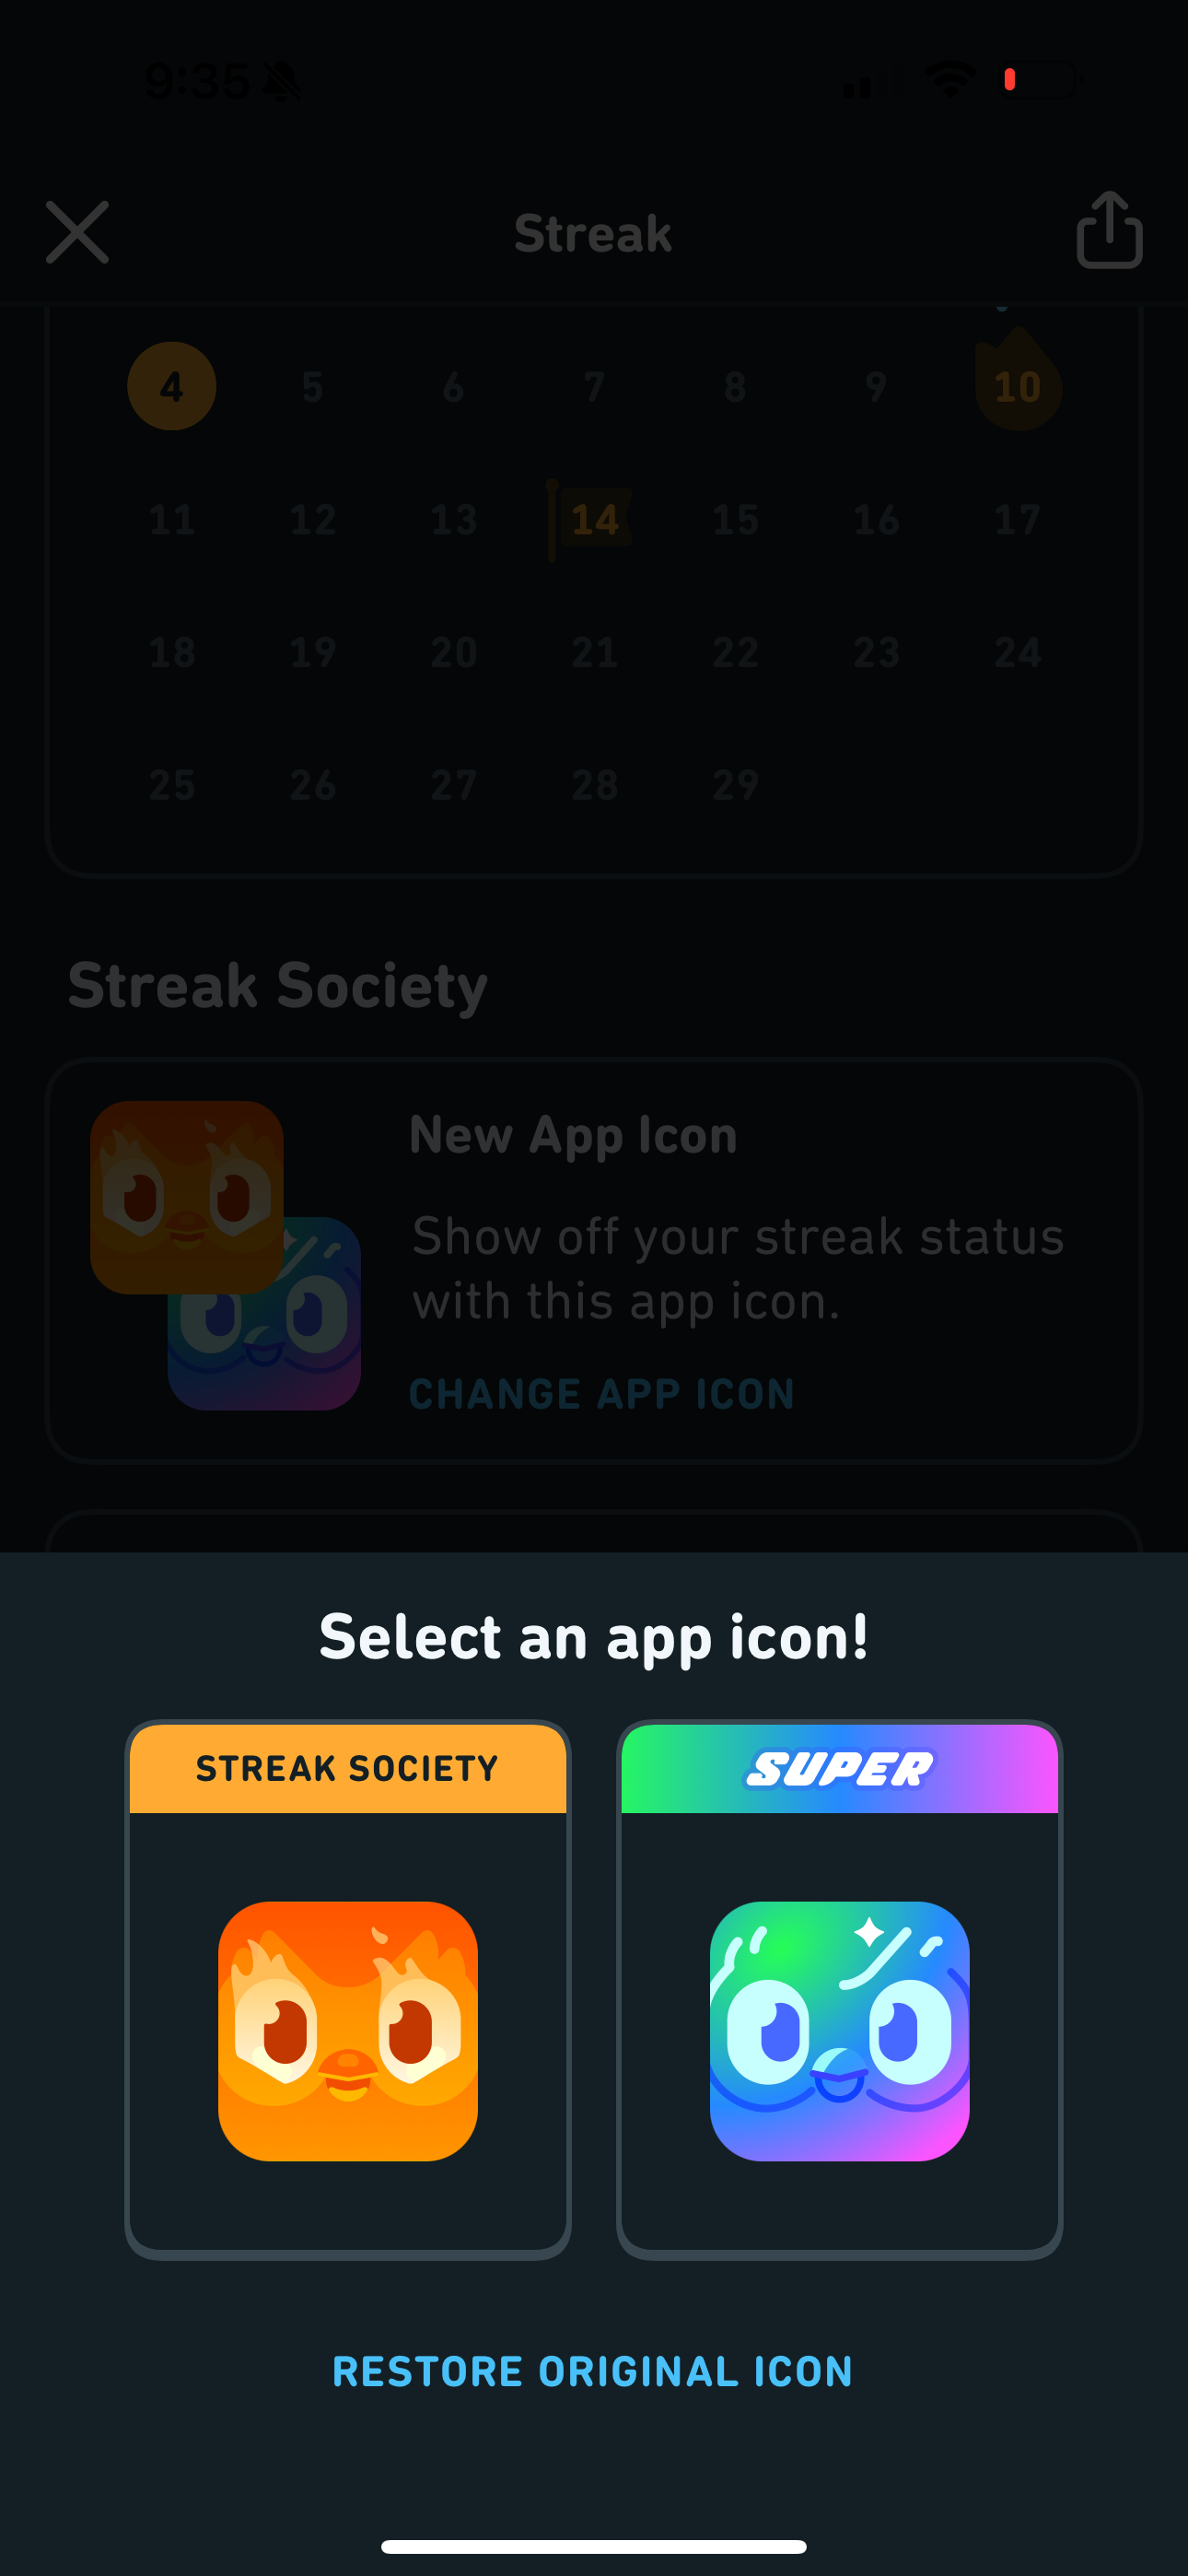 9:35
Streak
4 5 6 7 8 9 10
11 12 13 14 15 16 17
18 19 20 21 22 23 24
25 26 27 28 29
Streak Society
New App Icon
Show off your streak status
with this app icon.
CHANGE APP ICON
Select an app icon!
STREAK SOCIETY
SUPER
RESTORE ORIGINAL ICON